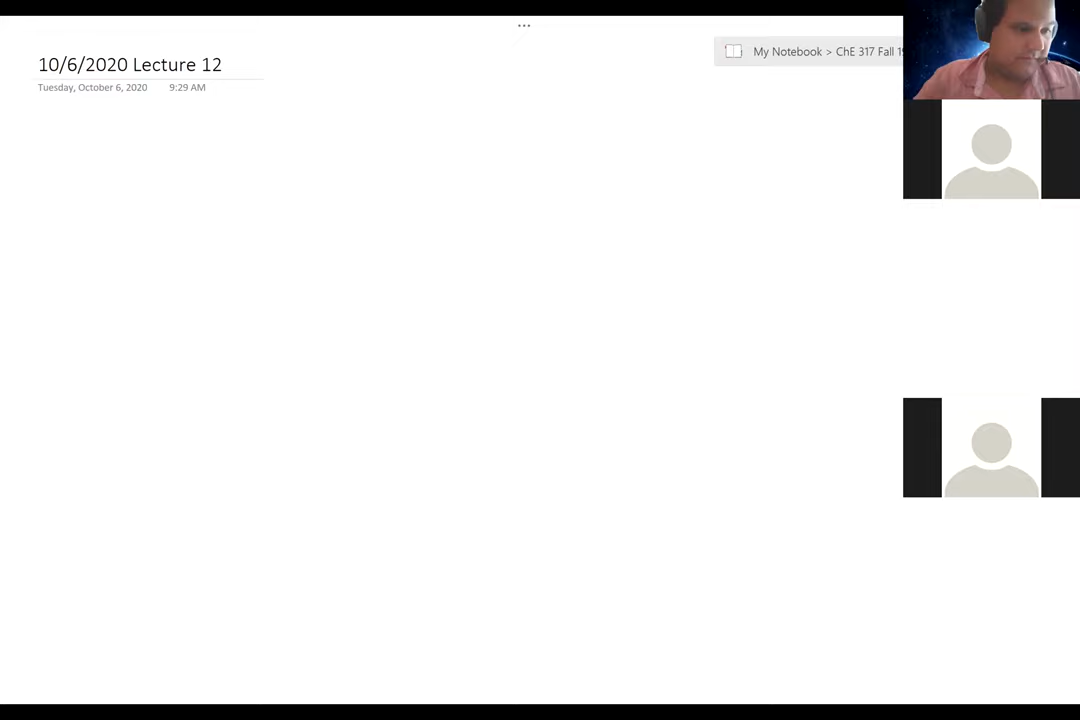 10/6/2020 Lecture 12
Tuesday, October 6, 2020 9:29 AM
My Notebook > ChE 317 Fall